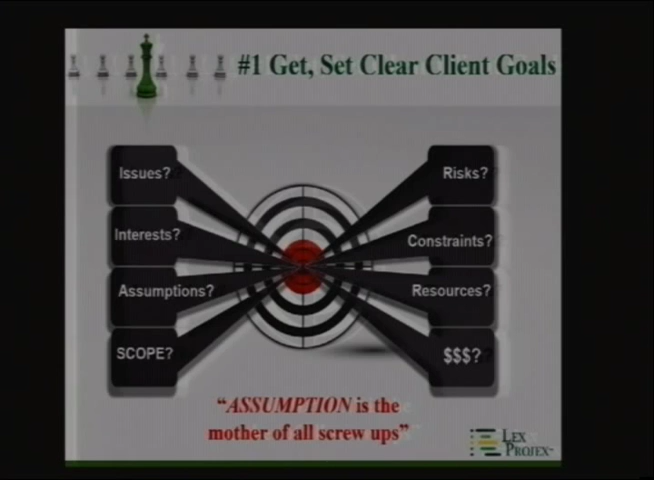 #1 Get, Set Clear Client Goals
Issues?
Interests?
Assumptions?
SCOPE?
Risks?
Constraints?
Resources?
$$$?
“ASSUMPTION is the
mother of all screw ups”
LEX
PROJEX